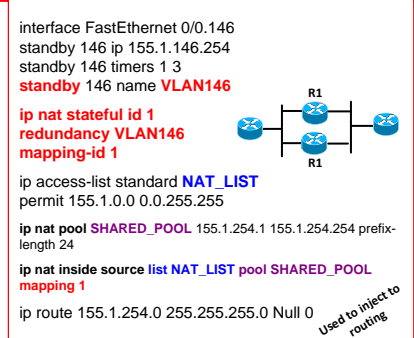 interface FastEthernet 0/0.146
standby 146 ip 155.1.146.254
standby 146 timers 1 3
standby 146 name VLAN146
R1
ip nat stateful id 1
redundancy VLAN146
mapping-id 1
R1
ip access-list standard NAT_LIST
permit 155.1.0.0 0.0.255.255
ip nat pool SHARED_POOL 155.1.254.1 155.1.254.254 prefix-
length 24
ip nat inside source list NAT_LIST pool SHARED_POOL
mapping 1
ip route 155.1.254.0 255.255.255.0 Null 0
Used to inject to
routing